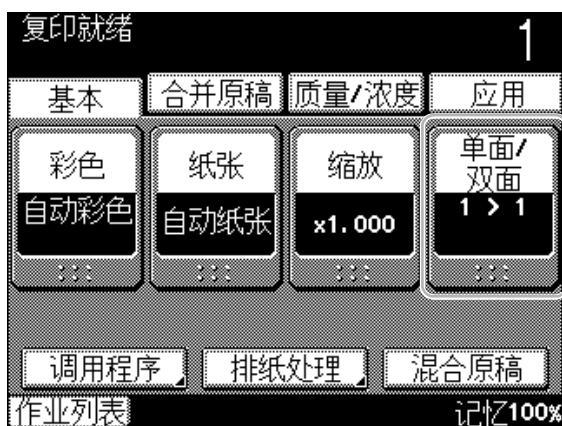 复印就绪
1
基本 合并原稿 质量/浓度 应用
彩色 纸张 缩放 单面/
双面
自动彩色 自动纸张 x1.000 1 > 1
调用程序 排纸处理 混合原稿
作业列表 记忆100%